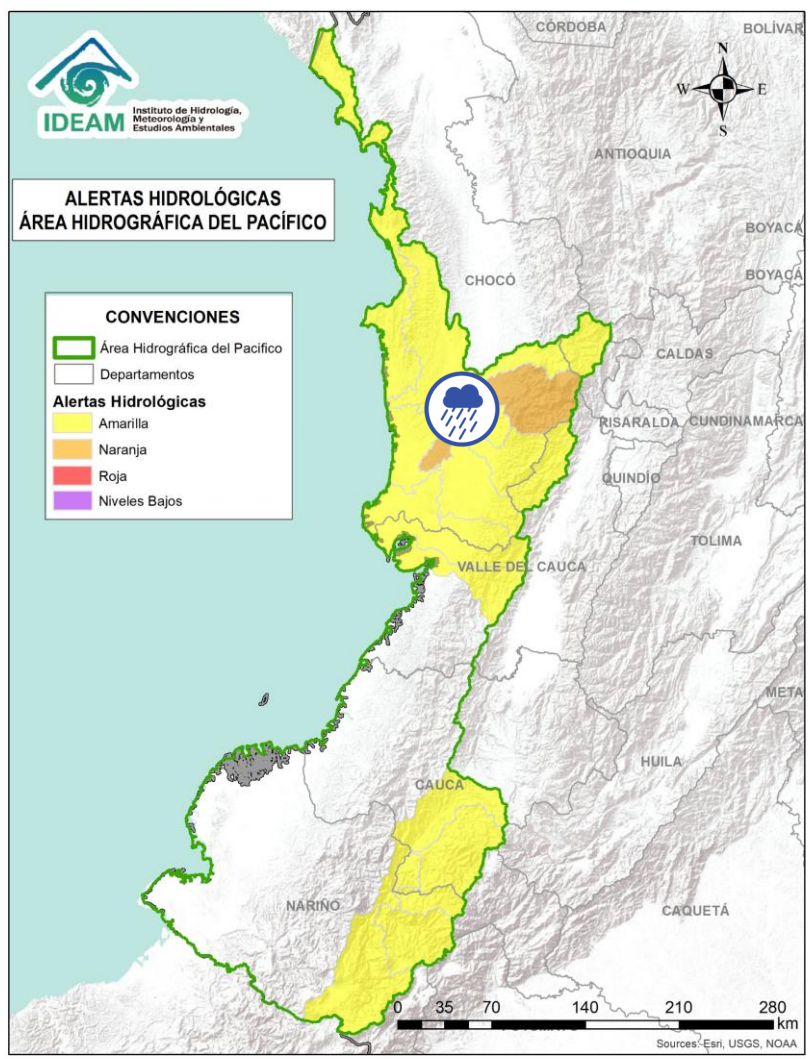 CÓRDOBA
BOLÍVAR
N
W E
S
IDEAM
Instituto de Hidrología,
Meteorología y
Estudios Ambientales
ANTIOQUIA
ALERTAS HIDROLÓGICAS
ÁREA HIDROGRÁFICA DEL PACÍFICO
BOYACÁ
BOYACÁ
CHOCÓ
CONVENCIONES
Área Hidrográfica del Pacifico
Departamentos
Alertas Hidrológicas
Amarilla
Naranja
Roja
Niveles Bajos
CALDAS
RISARALDA
CUNDINAMARCA
QUINDÍO
TOLIMA
VALLE DEL CAUCA
META
HUILA
CAUCA
NARIÑO
CAQUETÁ
0 35 70 140 210 280
km
Sources: Esri, USGS, NOAA